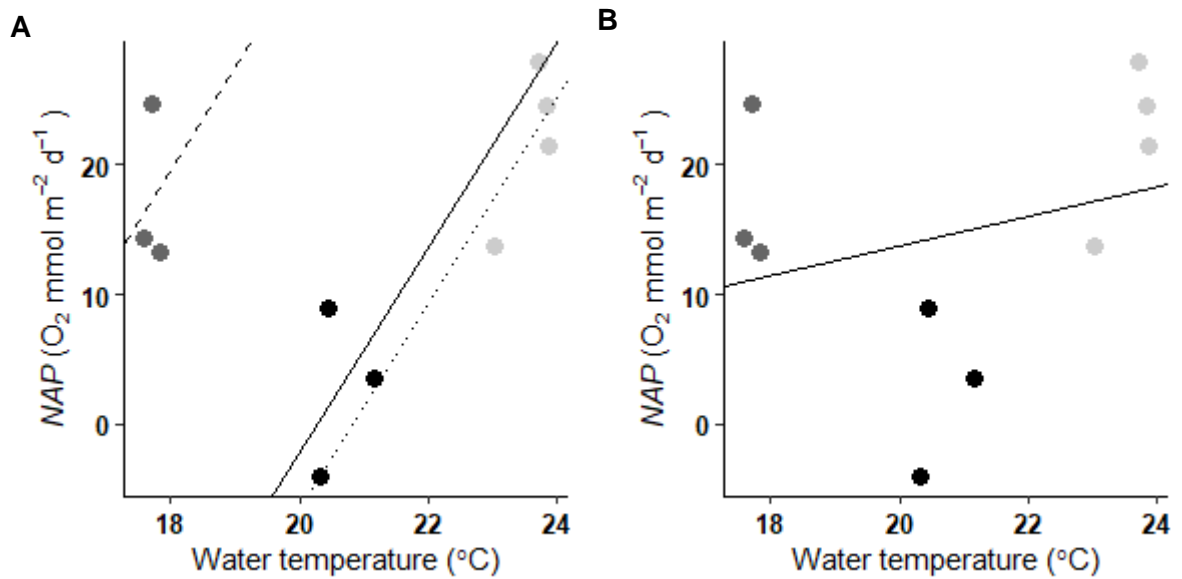 A
NAP (O₂ mmol m⁻² d⁻¹ )
20
10
0
18 20 22 24
Water temperature (°C)
B
NAP (O₂ mmol m⁻² d⁻¹ )
20
10
0
18 20 22 24
Water temperature (°C)